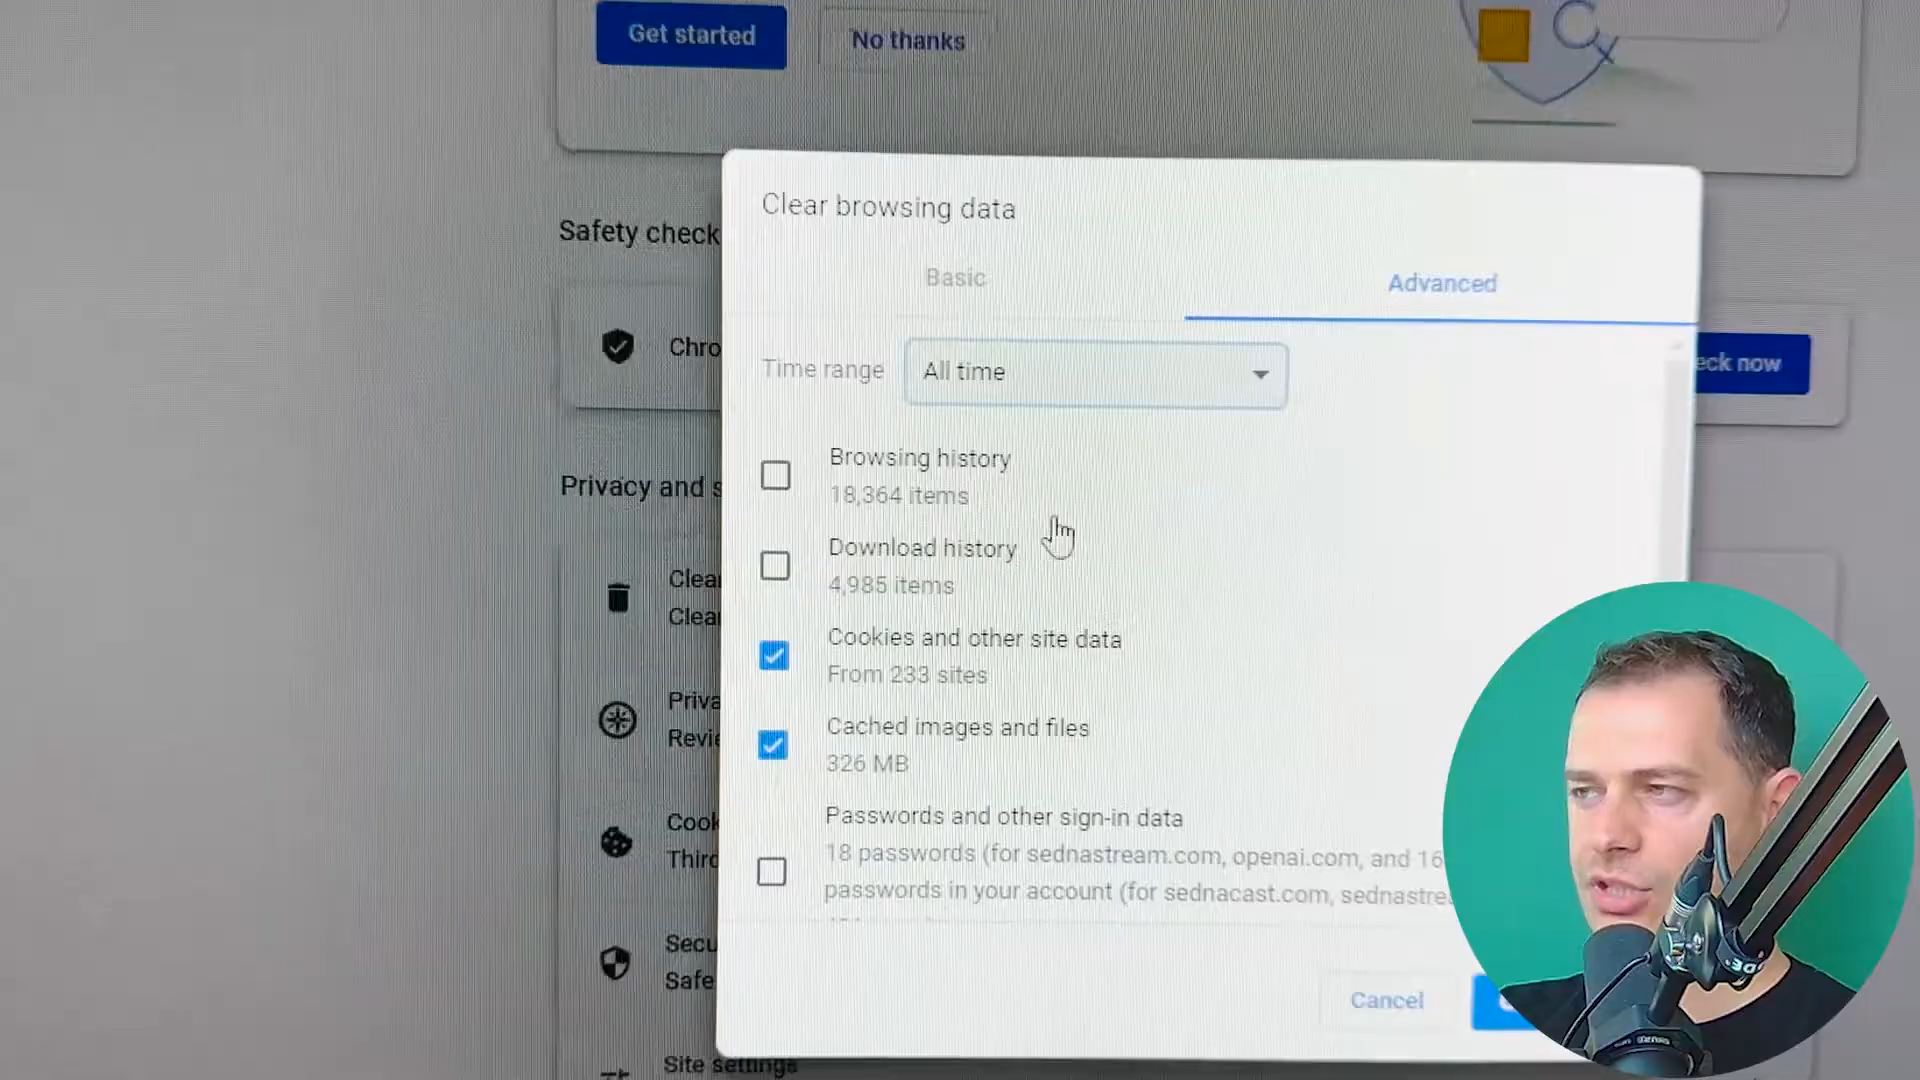 Get started
No thanks
Clear browsing data
Safety check
Basic
Advanced
Chro
Time range
All time
eck now
Browsing history
18,364 items
Privacy and s
Download history
4,985 items
Clea
Clea
Cookies and other site data
From 233 sites
Priva
Revie
Cached images and files
326 MB
Cook
Third
Passwords and other sign-in data
18 passwords (for sednastream.com, openai.com, and 16
passwords in your account (for sednacast.com, sednastre
Secu
Safe
Cancel
Site settings